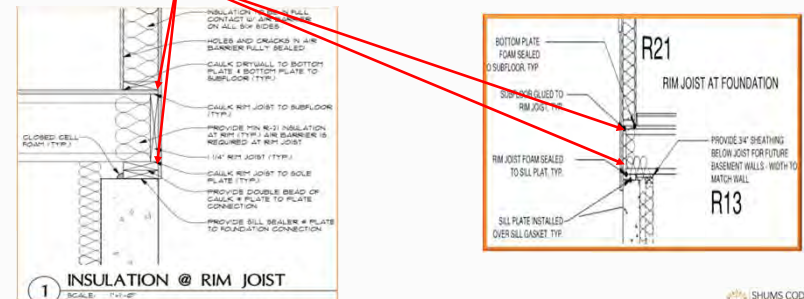 INSULATION TO BE IN FULL
CONTACT W/ AIR BARRIER
ON ALL SIX SIDES
HOLES AND CRACKS IN AIR
BARRIER FULLY SEALED
CAULK DRYWALL TO BOTTOM
PLATE & BOTTOM PLATE TO
SUBFLOOR (TYP.)
CAULK RIM JOIST TO SUBFLOOR
(TYP.)
PROVIDE MIN R-21 INSULATION
AT RIM (TYP.) AIR BARRIER IS
REQUIRED AT RIM JOIST
1 1/4" RIM JOIST (TYP.)
CAULK RIM JOIST TO SOLE
PLATE (TYP.)
PROVIDE DOUBLE BEAD OF
CAULK @ PLATE TO PLATE
CONNECTION
PROVIDE SILL SEALER @ PLATE
TO FOUNDATION CONNECTION
CLOSED CELL
FOAM (TYP.)
1 INSULATION @ RIM JOIST
SCALE: 1"=1'-0"
BOTTOM PLATE
FOAM SEALED
O SUBFLOOR, TYP
SUBFLOOR GLUED TO
RIM JOIST, TYP.
RIM JOIST FOAM SEALED
TO SILL PLAT, TYP.
SILL PLATE INSTALLED
OVER SILL GASKET, TYP.
R21
RIM JOIST AT FOUNDATION
PROVIDE 3/4" SHEATHING
BELOW JOIST FOR FUTURE
BASEMENT WALLS - WIDTH TO
MATCH WALL
R13
SHUMS COD